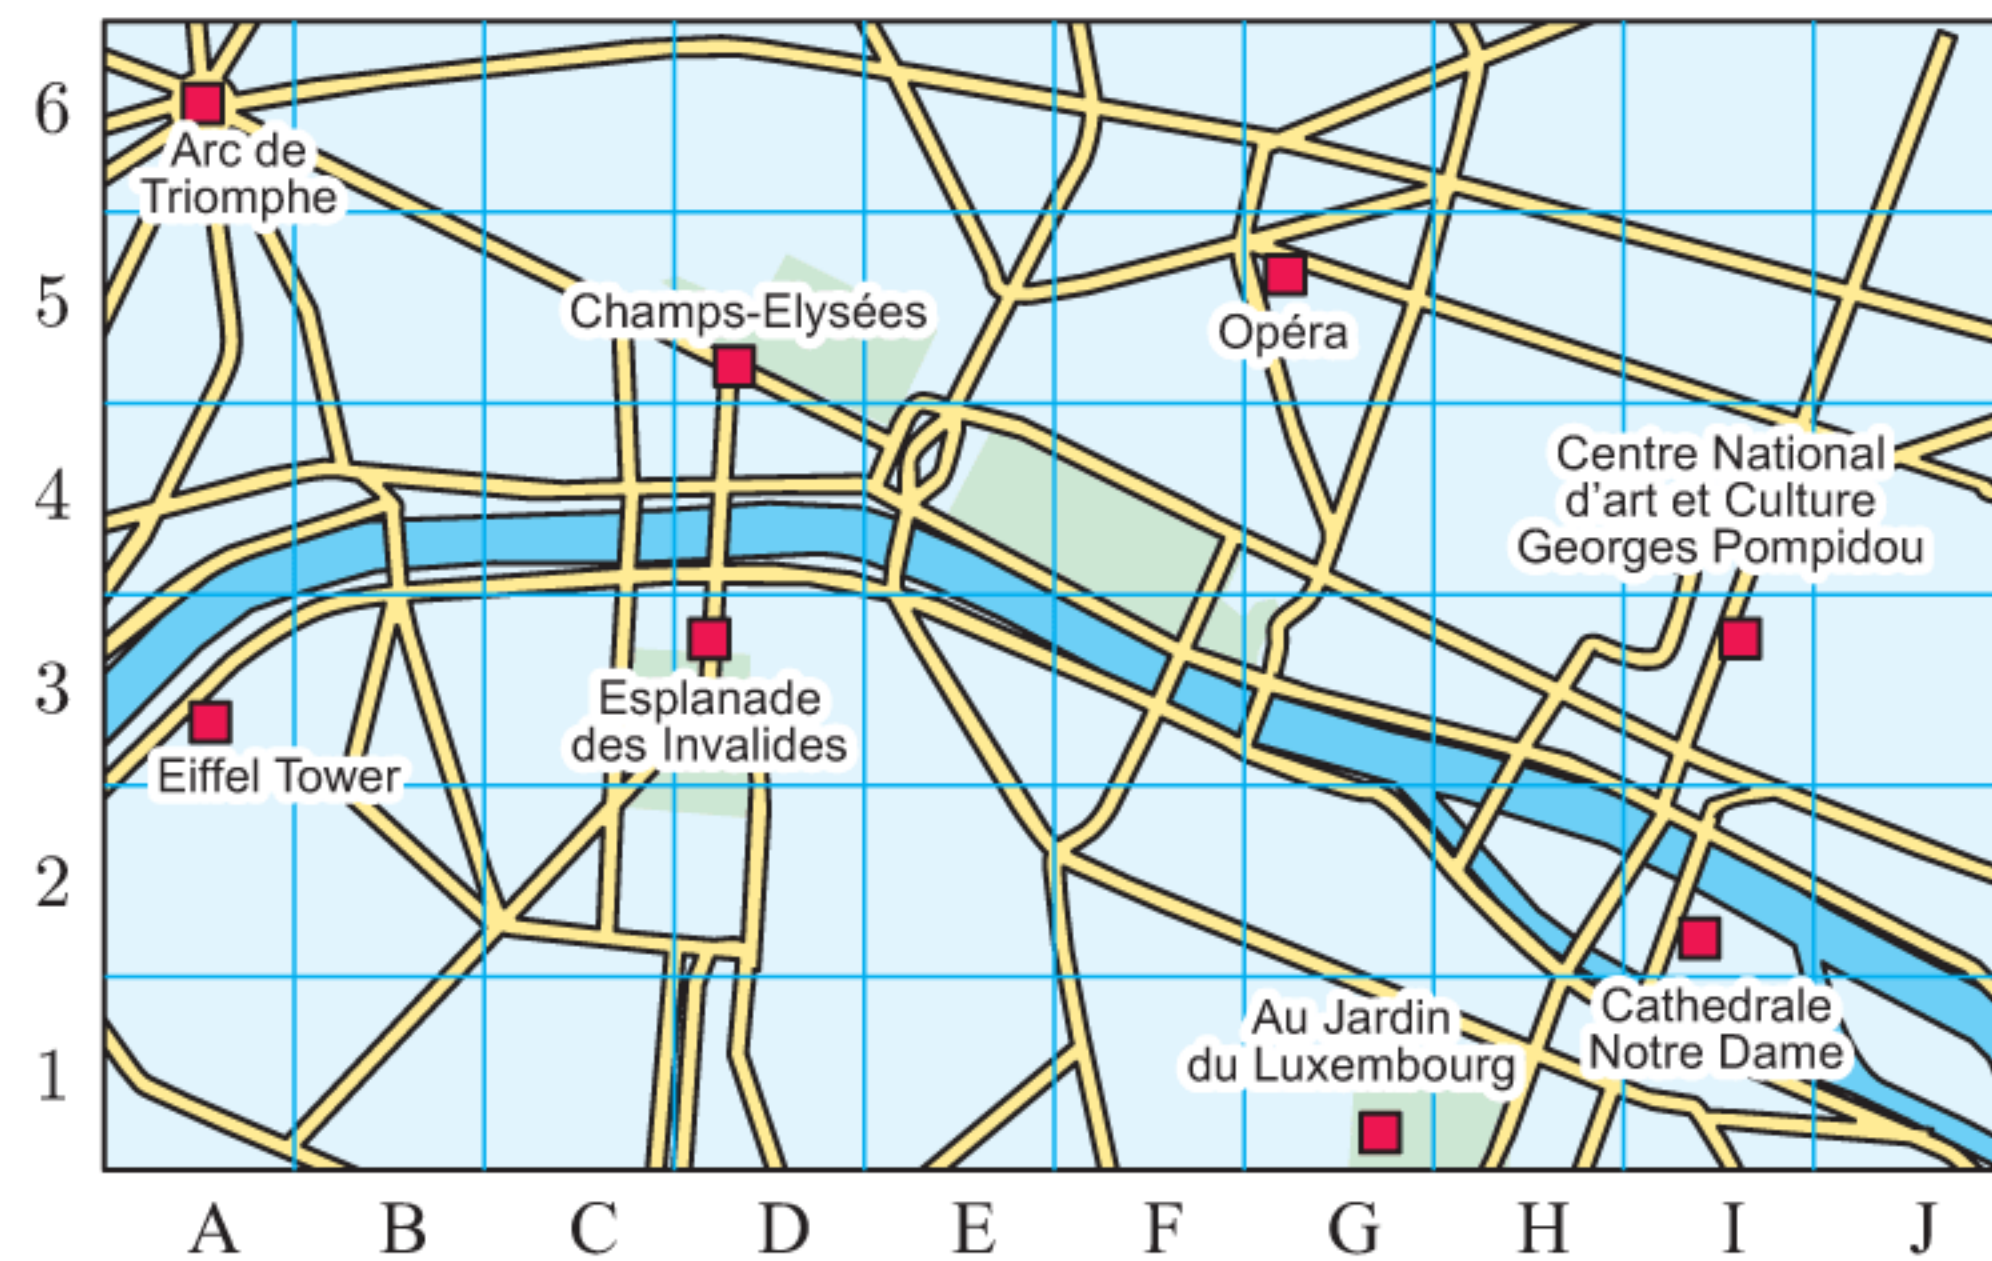 6
Arc de
Triomphe
5
Champs-Elysées
Opéra
4
Centre National
d'art et Culture
Georges Pompidou
3
Esplanade
des Invalides
Eiffel Tower
2
1
Au Jardin
du Luxembourg
Cathedrale
Notre Dame
A B C D E F G H I J